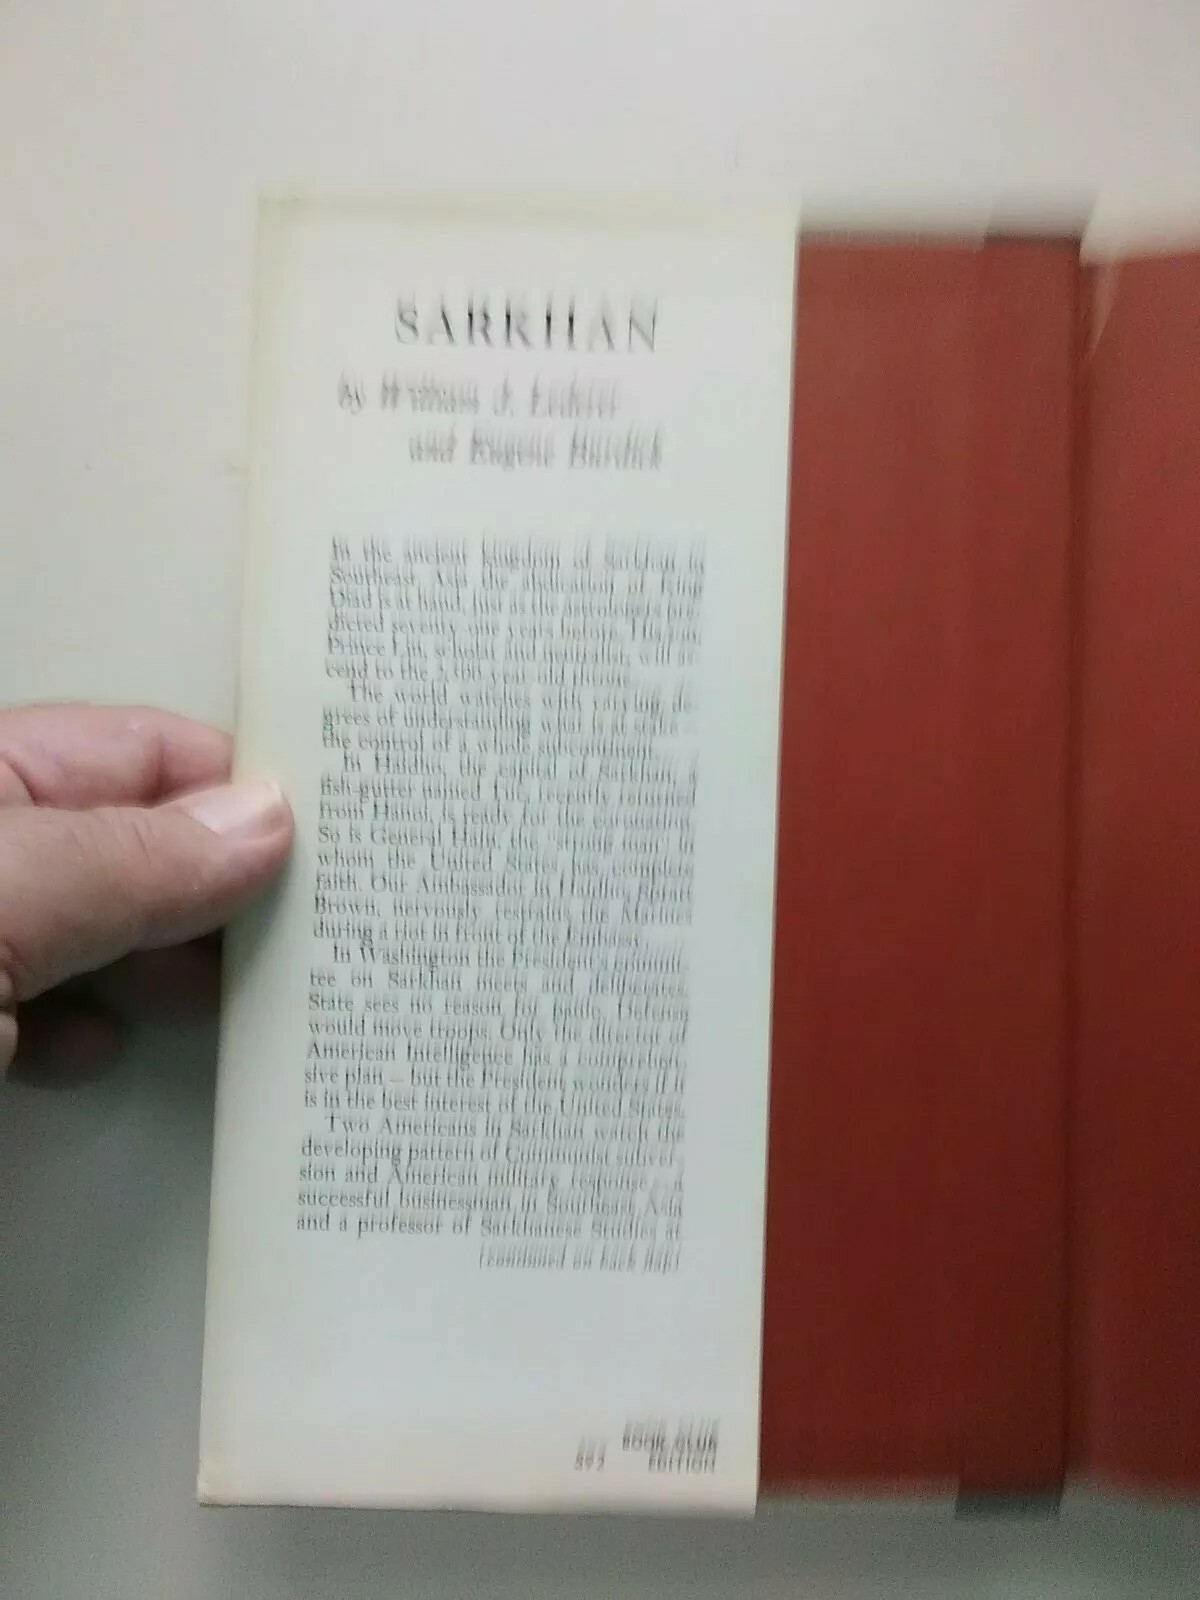 SARKHAN
by William J. Lederer
and Eugene Burdick
In the ancient kingdom of Sarkhan in
Southeast Asia the abdication of King
Diad is at hand, just as the astrologers pre-
dicted seventy-one years before. His son,
Prince Lin, scholar and neutralist, will as-
cend to the 2,500-year-old throne.
The world watches with varying de-
grees of understanding what is at stake –
the control of a whole subcontinent.
In Haidho, the capital of Sarkhan, a
fish-gutter named Tuc, recently returned
from Hanoi, is ready for the coronation.
So is General Hajn, the "strong man" in
whom the United States has complete
faith. Our Ambassador in Haidho,
Brown, nervously restrains the Marines
during a riot in front of the Embassy.
In Washington the President's commit-
tee on Sarkhan meets and deliberates.
State sees no reason for panic. Defense
would move troops. Only the director of
American Intelligence has a comprehen-
sive plan – but the President wonders if it
is in the best interest of the United States.
Two Americans in Sarkhan watch the
developing pattern of Communist subver-
sion and American military response – a
successful businessman in Southeast Asia
and a professor of Sarkhanese Studies at
(continued on back flap)
BOOK CLUB
592 EDITION